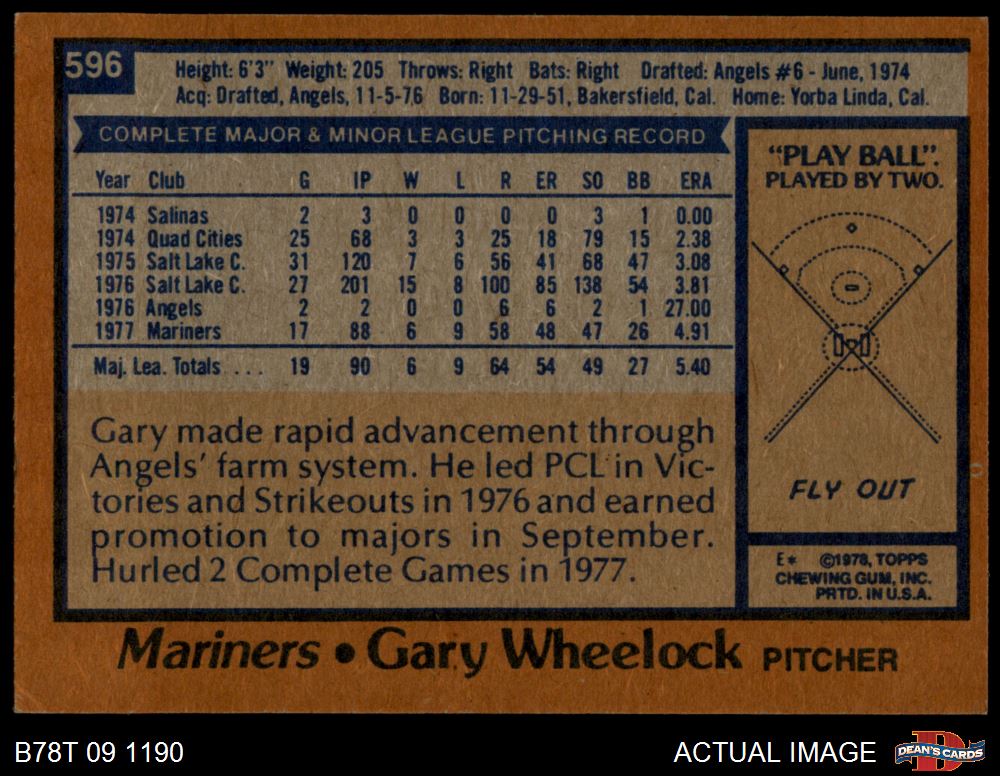 596
Height: 6'3" Weight: 205 Throws: Right Bats: Right Drafted: Angels #6 - June, 1974
Acq: Drafted, Angels, 11-5-76 Born: 11-29-51, Bakersfield, Cal. Home: Yorba Linda, Cal.
COMPLETE MAJOR & MINOR LEAGUE PITCHING RECORD
Year Club G IP W L R ER SO BB ERA
1974 Salinas 2 3 0 0 0 0 3 1 0.00
1974 Quad Cities 25 68 3 3 25 18 79 15 2.38
1975 Salt Lake C. 31 120 7 6 56 41 68 47 3.08
1976 Salt Lake C. 27 201 15 8 100 85 138 54 3.81
1976 Angels 2 2 0 0 6 6 2 1 27.00
1977 Mariners 17 88 6 9 58 48 47 26 4.91
Maj. Lea. Totals .... 19 90 6 9 64 54 49 27 5.40
Gary made rapid advancement through
Angels' farm system. He led PCL in Vic-
tories and Strikeouts in 1976 and earned
promotion to majors in September.
Hurled 2 Complete Games in 1977.
"PLAY BALL".
PLAYED BY TWO.
FLY OUT
E* ©1978, TOPPS
CHEWING GUM, INC.
PRTD. IN U.S.A.
Mariners • Gary Wheelock PITCHER
B78T 09 1190
ACTUAL IMAGE
DEAN'S CARDS